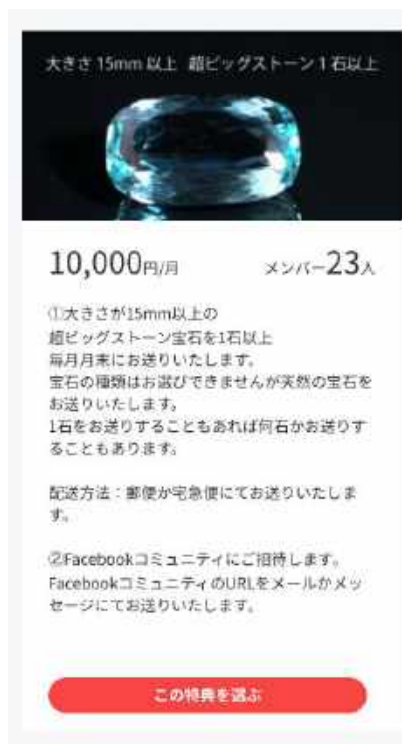 大きさ 15mm 以上 超ビッグストーン 1 石以上
10,000円/月 メンバー23人
①大きさが15mm以上の
超ビッグストーン宝石を1石以上
毎月月末にお送りいたします。
宝石の種類はお選びできませんが天然の宝石を
お送りいたします。
1石をお送りすることもあれば何石かお送りす
ることもあります。
配送方法：郵便か宅急便にてお送りいたしま
す。
②Facebookコミュニティにご招待します。
FacebookコミュニティのURLをメールかメッ
セージにてお送りいたします。
この特典を選ぶ